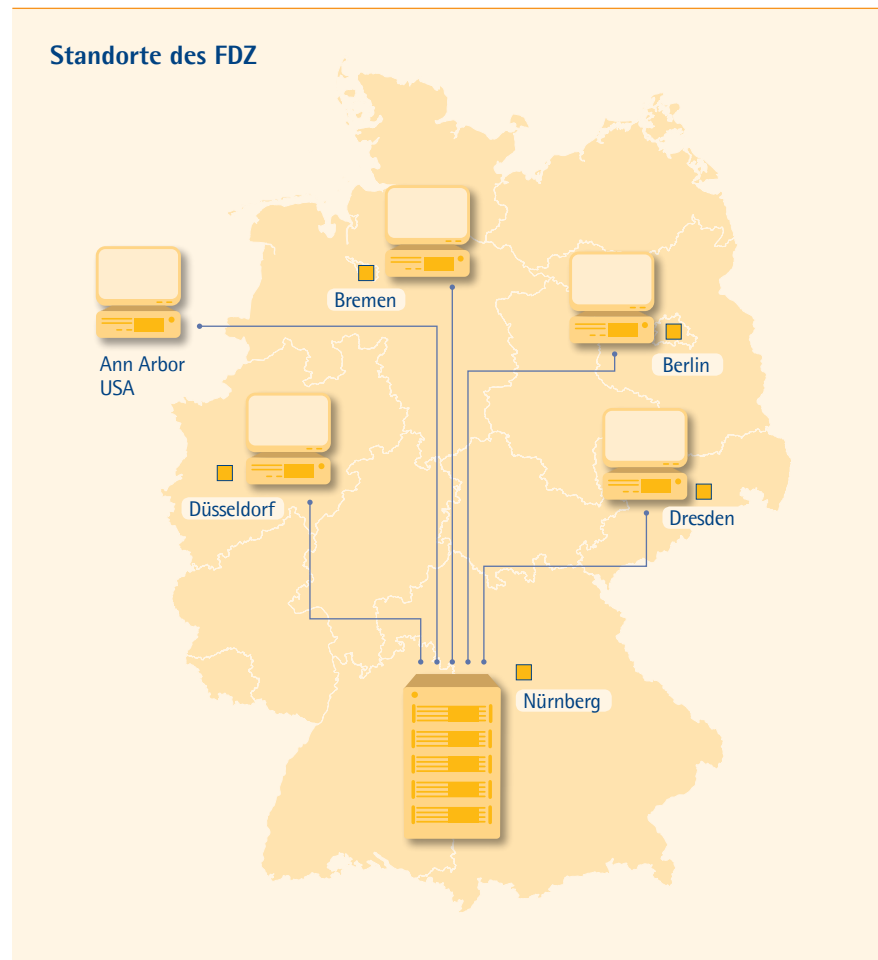 Standorte des FDZ
Bremen
Ann Arbor
USA
Berlin
Düsseldorf
Dresden
Nürnberg